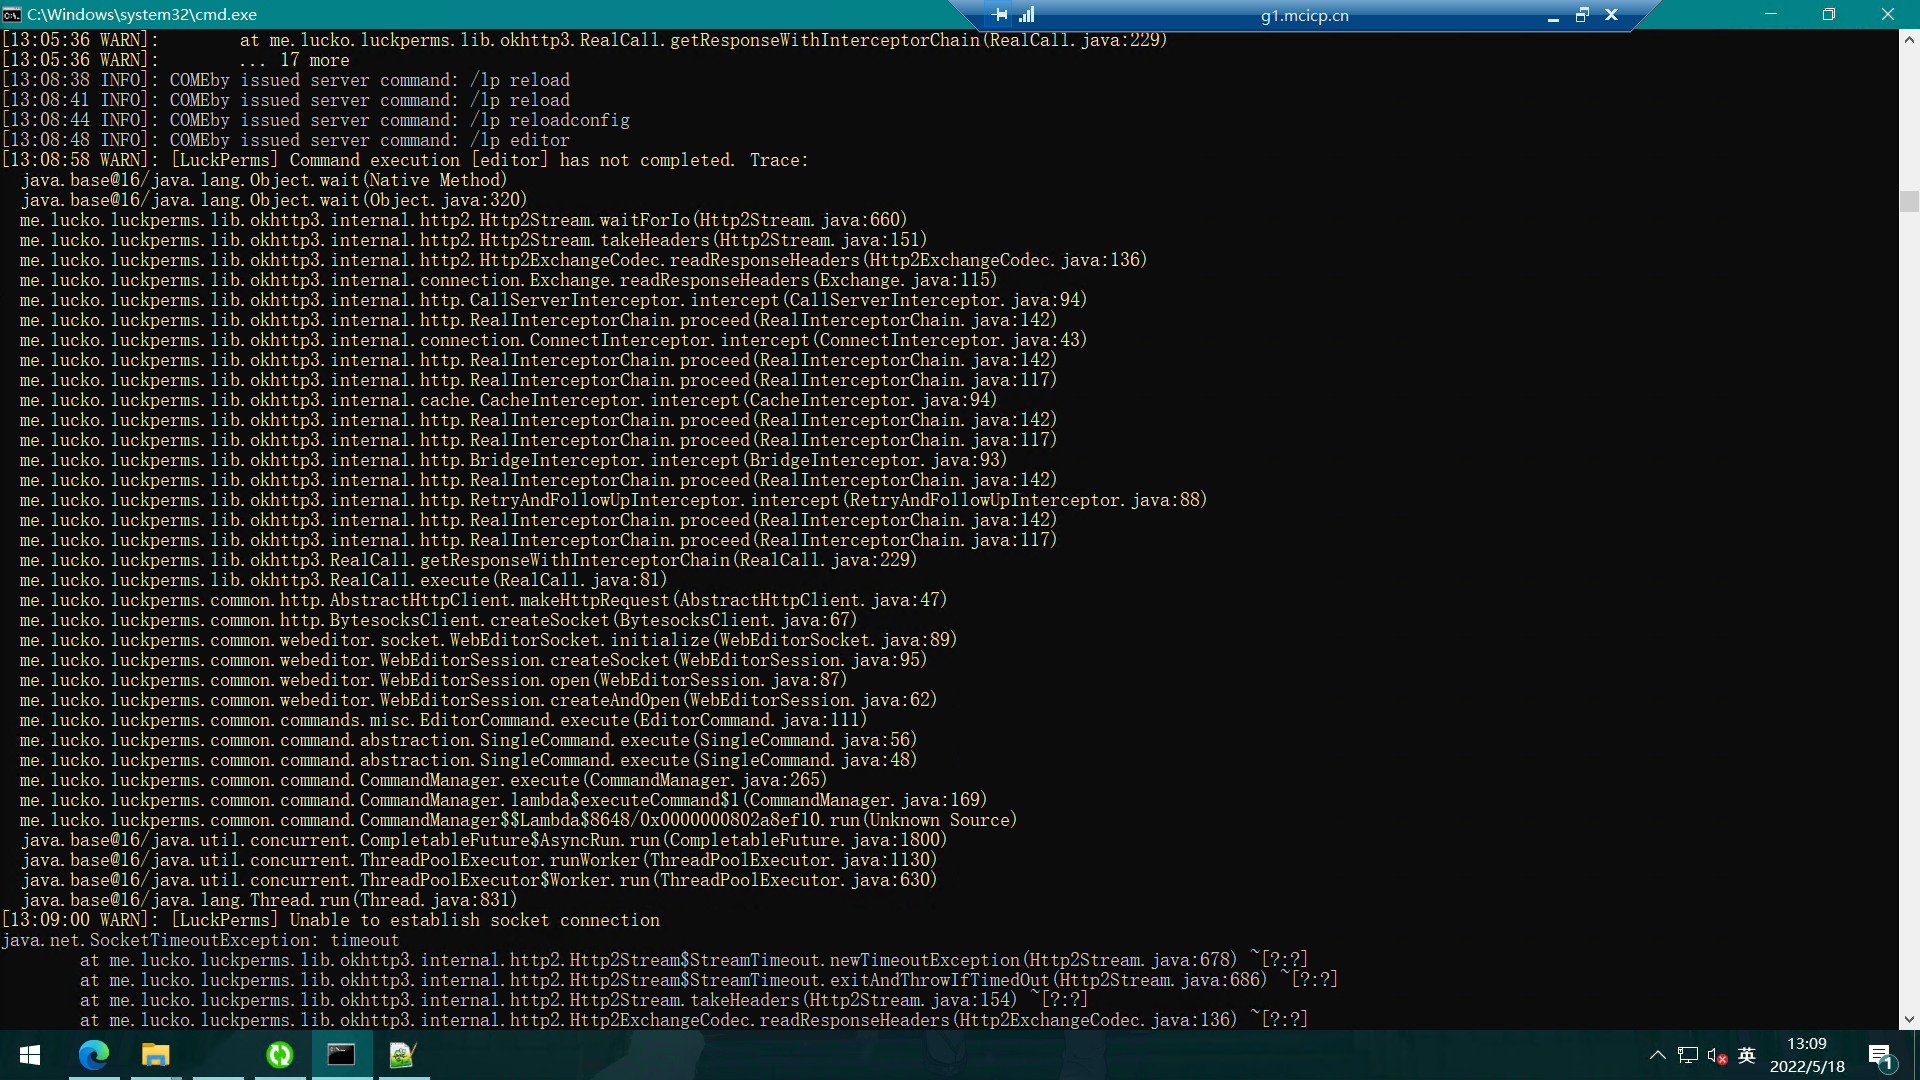 C:\Windows\system32\cmd.exe
g1.mcicp.cn
[13:05:36 WARN]:        at me.lucko.luckperms.lib.okhttp3.RealCall.getResponseWithInterceptorChain(RealCall.java:229)
[13:05:36 WARN]:        ... 17 more
[13:08:38 INFO]: COMEby issued server command: /lp reload
[13:08:41 INFO]: COMEby issued server command: /lp reload
[13:08:44 INFO]: COMEby issued server command: /lp reloadconfig
[13:08:48 INFO]: COMEby issued server command: /lp editor
[13:08:58 WARN]: [LuckPerms] Command execution [editor] has not completed. Trace:
  java.base@16/java.lang.Object.wait(Native Method)
  java.base@16/java.lang.Object.wait(Object.java:320)
  me.lucko.luckperms.lib.okhttp3.internal.http2.Http2Stream.waitForIo(Http2Stream.java:660)
  me.lucko.luckperms.lib.okhttp3.internal.http2.Http2Stream.takeHeaders(Http2Stream.java:151)
  me.lucko.luckperms.lib.okhttp3.internal.http2.Http2ExchangeCodec.readResponseHeaders(Http2ExchangeCodec.java:136)
  me.lucko.luckperms.lib.okhttp3.internal.connection.Exchange.readResponseHeaders(Exchange.java:115)
  me.lucko.luckperms.lib.okhttp3.internal.http.CallServerInterceptor.intercept(CallServerInterceptor.java:94)
  me.lucko.luckperms.lib.okhttp3.internal.http.RealInterceptorChain.proceed(RealInterceptorChain.java:142)
  me.lucko.luckperms.lib.okhttp3.internal.connection.ConnectInterceptor.intercept(ConnectInterceptor.java:43)
  me.lucko.luckperms.lib.okhttp3.internal.http.RealInterceptorChain.proceed(RealInterceptorChain.java:142)
  me.lucko.luckperms.lib.okhttp3.internal.http.RealInterceptorChain.proceed(RealInterceptorChain.java:117)
  me.lucko.luckperms.lib.okhttp3.internal.cache.CacheInterceptor.intercept(CacheInterceptor.java:94)
  me.lucko.luckperms.lib.okhttp3.internal.http.RealInterceptorChain.proceed(RealInterceptorChain.java:142)
  me.lucko.luckperms.lib.okhttp3.internal.http.RealInterceptorChain.proceed(RealInterceptorChain.java:117)
  me.lucko.luckperms.lib.okhttp3.internal.http.BridgeInterceptor.intercept(BridgeInterceptor.java:93)
  me.lucko.luckperms.lib.okhttp3.internal.http.RealInterceptorChain.proceed(RealInterceptorChain.java:142)
  me.lucko.luckperms.lib.okhttp3.internal.http.RetryAndFollowUpInterceptor.intercept(RetryAndFollowUpInterceptor.java:88)
  me.lucko.luckperms.lib.okhttp3.internal.http.RealInterceptorChain.proceed(RealInterceptorChain.java:142)
  me.lucko.luckperms.lib.okhttp3.internal.http.RealInterceptorChain.proceed(RealInterceptorChain.java:117)
  me.lucko.luckperms.lib.okhttp3.RealCall.getResponseWithInterceptorChain(RealCall.java:229)
  me.lucko.luckperms.lib.okhttp3.RealCall.execute(RealCall.java:81)
  me.lucko.luckperms.common.http.AbstractHttpClient.makeHttpRequest(AbstractHttpClient.java:47)
  me.lucko.luckperms.common.http.BytesocksClient.createSocket(BytesocksClient.java:67)
  me.lucko.luckperms.common.webeditor.socket.WebEditorSocket.initialize(WebEditorSocket.java:89)
  me.lucko.luckperms.common.webeditor.WebEditorSession.createSocket(WebEditorSession.java:95)
  me.lucko.luckperms.common.webeditor.WebEditorSession.open(WebEditorSession.java:87)
  me.lucko.luckperms.common.webeditor.WebEditorSession.createAndOpen(WebEditorSession.java:62)
  me.lucko.luckperms.common.commands.misc.EditorCommand.execute(EditorCommand.java:111)
  me.lucko.luckperms.common.command.abstraction.SingleCommand.execute(SingleCommand.java:56)
  me.lucko.luckperms.common.command.abstraction.SingleCommand.execute(SingleCommand.java:48)
  me.lucko.luckperms.common.command.CommandManager.execute(CommandManager.java:265)
  me.lucko.luckperms.common.command.CommandManager.lambda$executeCommand$1(CommandManager.java:169)
  me.lucko.luckperms.common.command.CommandManager$$Lambda$8648/0x0000000802a8ef10.run(Unknown Source)
  java.base@16/java.util.concurrent.CompletableFuture$AsyncRun.run(CompletableFuture.java:1800)
  java.base@16/java.util.concurrent.ThreadPoolExecutor.runWorker(ThreadPoolExecutor.java:1130)
  java.base@16/java.util.concurrent.ThreadPoolExecutor$Worker.run(ThreadPoolExecutor.java:630)
  java.base@16/java.lang.Thread.run(Thread.java:831)
[13:09:00 WARN]: [LuckPerms] Unable to establish socket connection
java.net.SocketTimeoutException: timeout
        at me.lucko.luckperms.lib.okhttp3.internal.http2.Http2Stream$StreamTimeout.newTimeoutException(Http2Stream.java:678) ~[?:?]
        at me.lucko.luckperms.lib.okhttp3.internal.http2.Http2Stream$StreamTimeout.exitAndThrowIfTimedOut(Http2Stream.java:686) ~[?:?]
        at me.lucko.luckperms.lib.okhttp3.internal.http2.Http2Stream.takeHeaders(Http2Stream.java:154) ~[?:?]
        at me.lucko.luckperms.lib.okhttp3.internal.http2.Http2ExchangeCodec.readResponseHeaders(Http2ExchangeCodec.java:136) ~[?:?]
英
13:09
2022/5/18
1